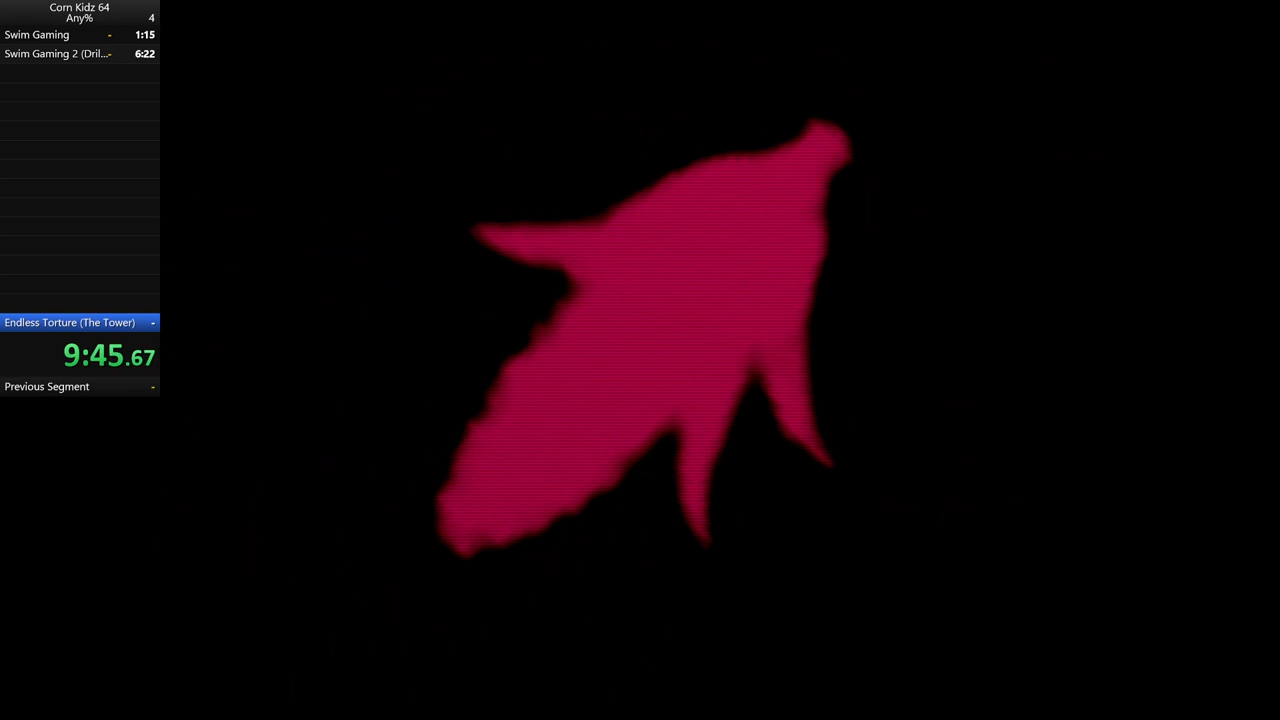 Corn Kidz 64
Any%
4
Swim Gaming - 1:15
Swim Gaming 2 (Dril...- 6:22
Endless Torture (The Tower) -
9:45.67
Previous Segment -